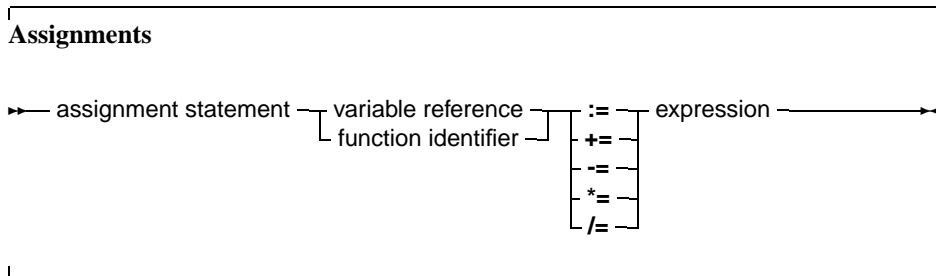 Assignments
assignment statement variable reference := expression
function identifier +=
-=
*=
/=